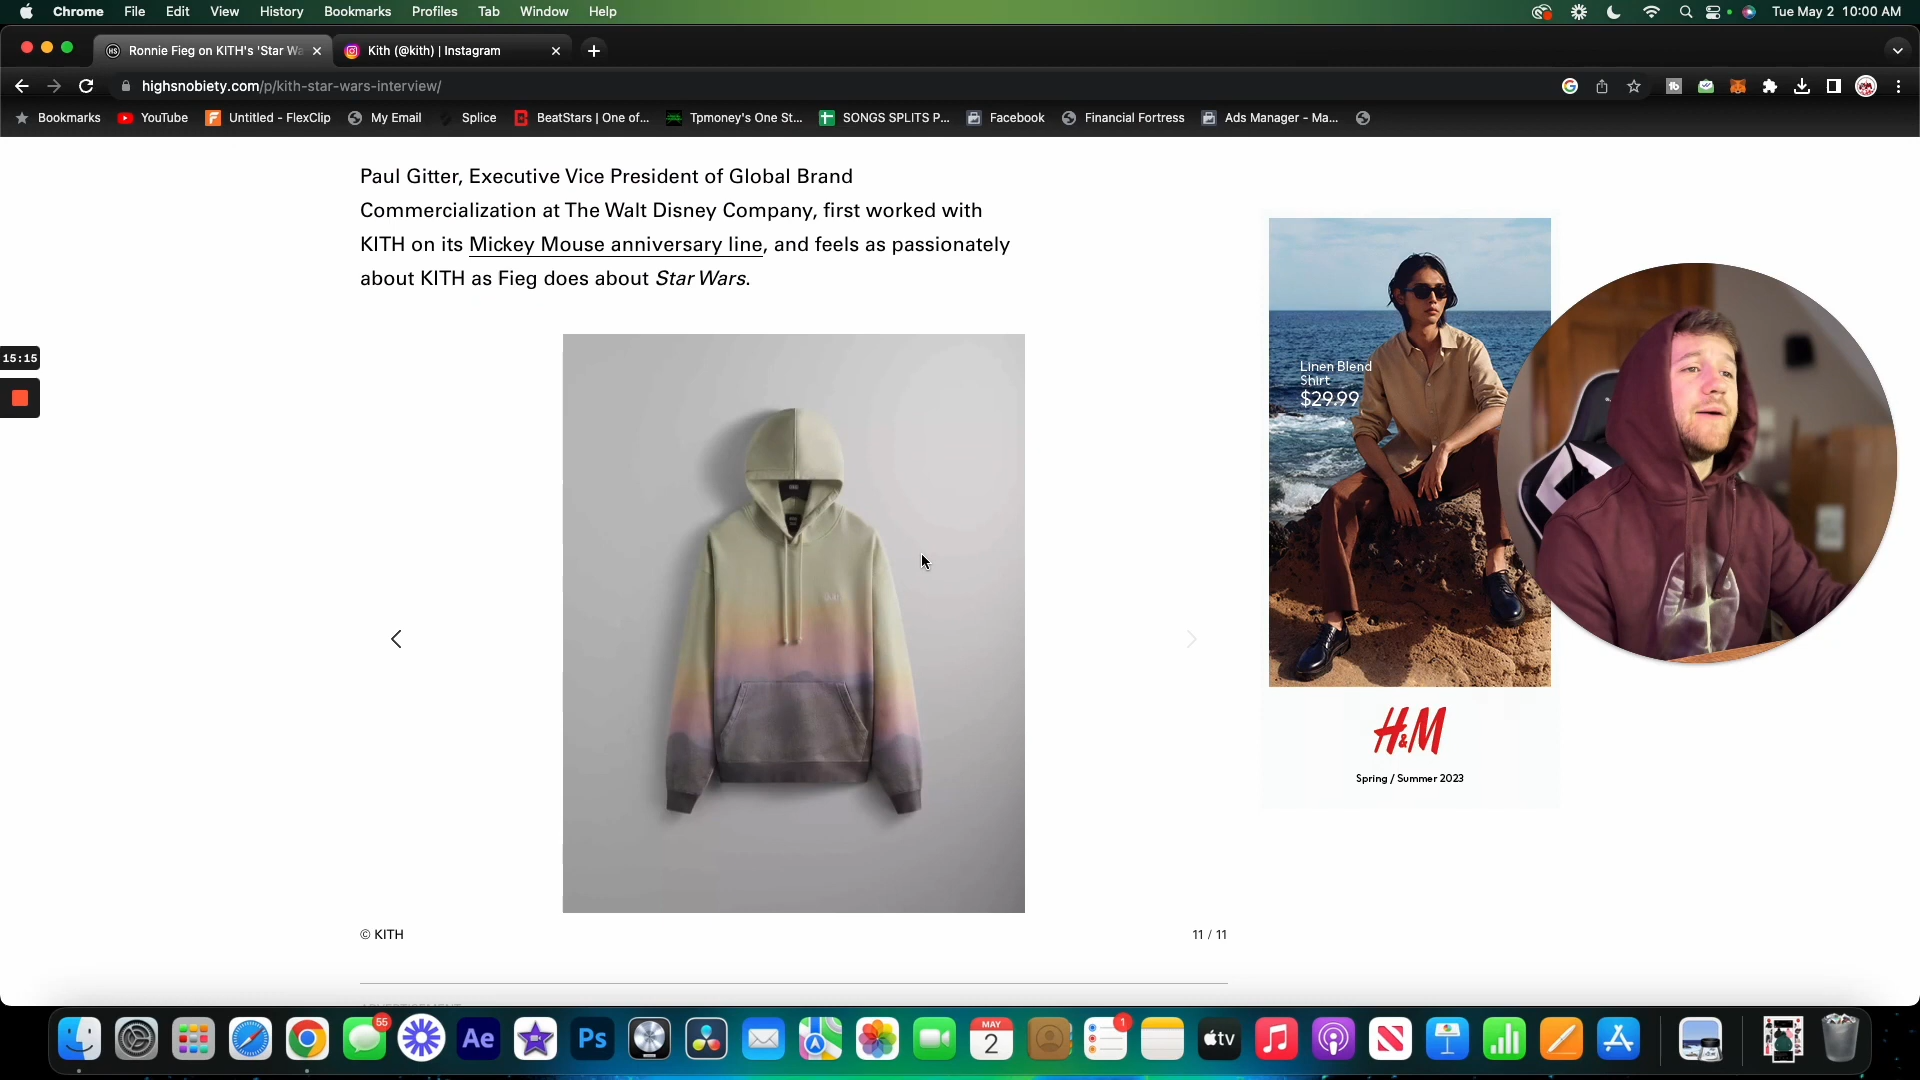 Chrome File Edit View History Bookmarks Profiles Tab Window Help
Tue May 2 10:00 AM
Ronnie Fieg on KITH's 'Star Wa
Kith (@kith) | Instagram
highsnobiety.com/p/kith-star-wars-interview/
Bookmarks YouTube Untitled - FlexClip My Email Splice BeatStars | One of... Tpmoney's One St... SONGS SPLITS P... Facebook Financial Fortress Ads Manager - Ma...
Paul Gitter, Executive Vice President of Global Brand
Commercialization at The Walt Disney Company, first worked with
KITH on its Mickey Mouse anniversary line, and feels as passionately
about KITH as Fieg does about Star Wars.
15:15
Linen Blend
Shirt
$29.99
H&M
Spring / Summer 2023
© KITH
11 / 11
55
Ae
Ps
MAY
2
1
tv